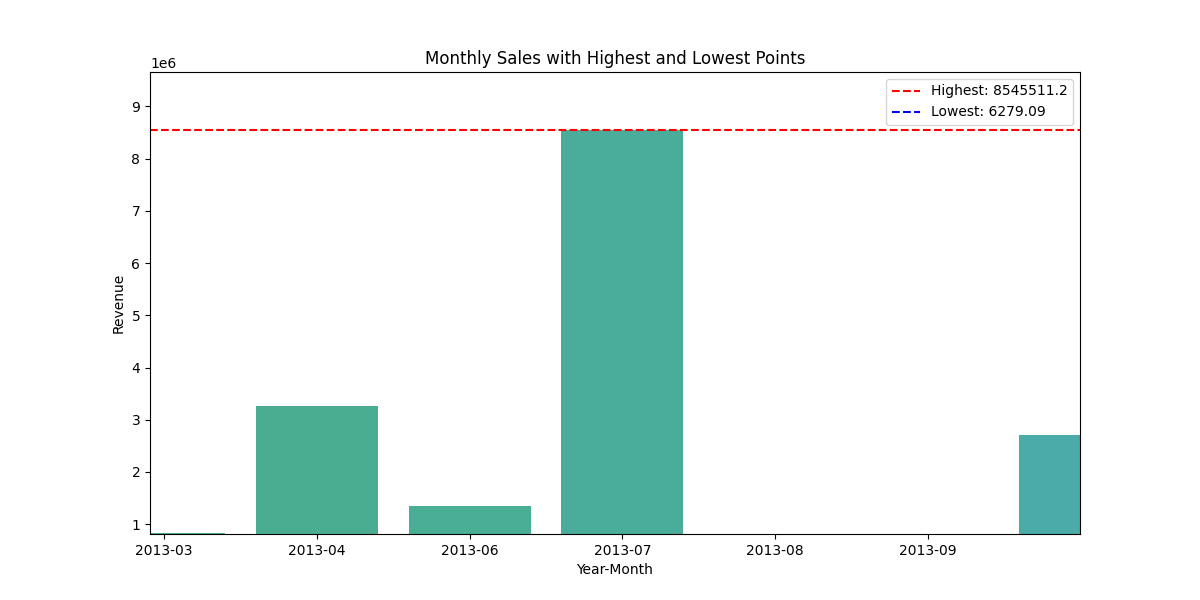 Monthly Sales with Highest and Lowest Points
1e6
Highest: 8545511.2
Lowest: 6279.09
9
8
7
6
5
4
3
2
1
Revenue
2013-03 2013-04 2013-06 2013-07 2013-08 2013-09
Year-Month